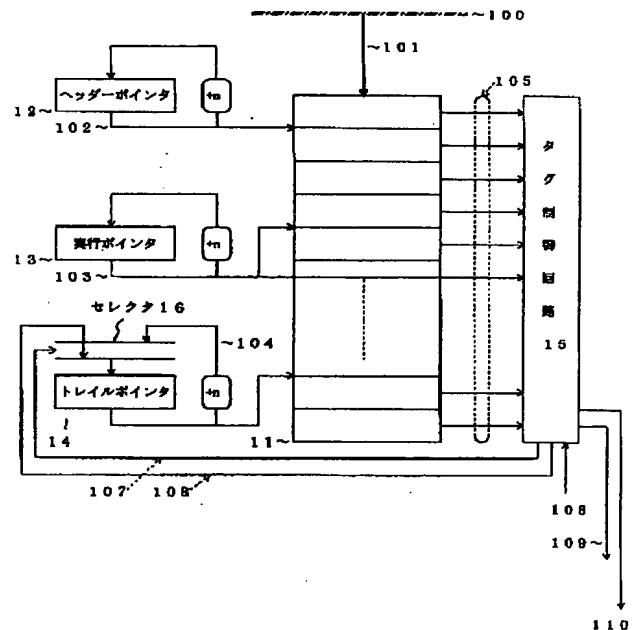 ~100
~101
105
ヘッダーポインタ
+m
12~
102~
タグ制御回路
15
実行ポインタ
+n
13~
103~
セレクタ16
~104
トレイルポインタ
+n
14
11~
107
108
108
109~
110